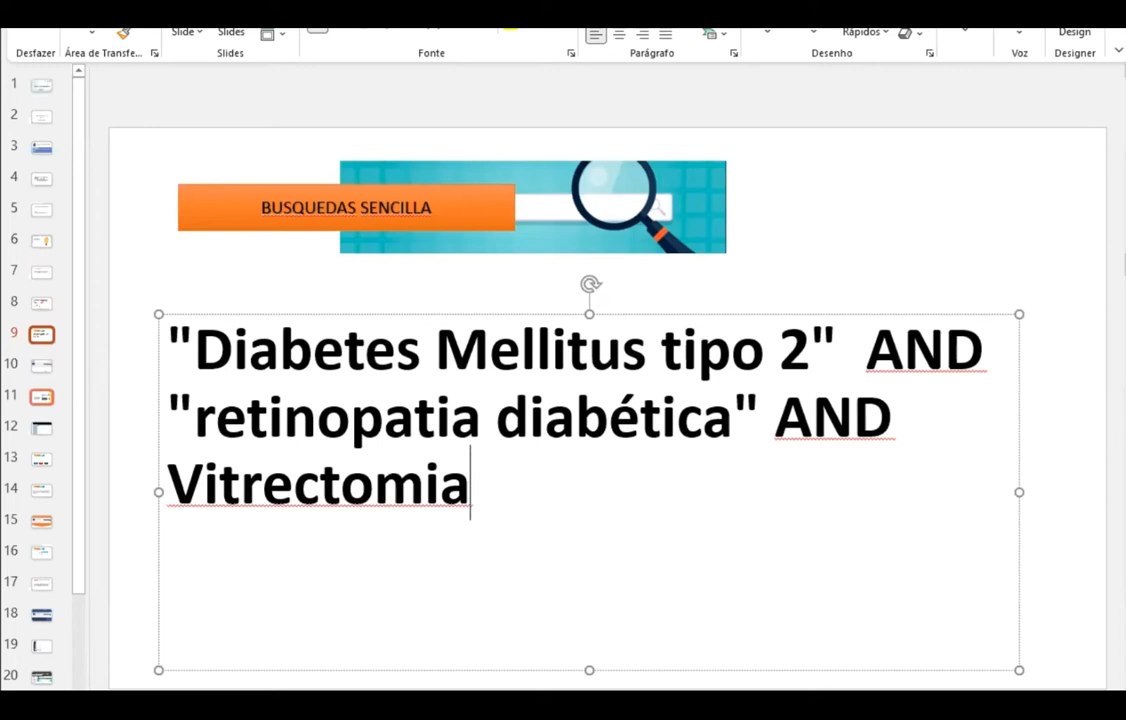 Slide
Slides
Rápidos
Design
Desfazer
Área de Transfe...
Slides
Fonte
Parágrafo
Desenho
Voz
Designer
1
2
3
4
5
6
7
8
9
10
11
12
13
14
15
16
17
18
19
20
BUSQUEDAS SENCILLA
"Diabetes Mellitus tipo 2"  AND
"retinopatia diabética" AND
Vitrectomia